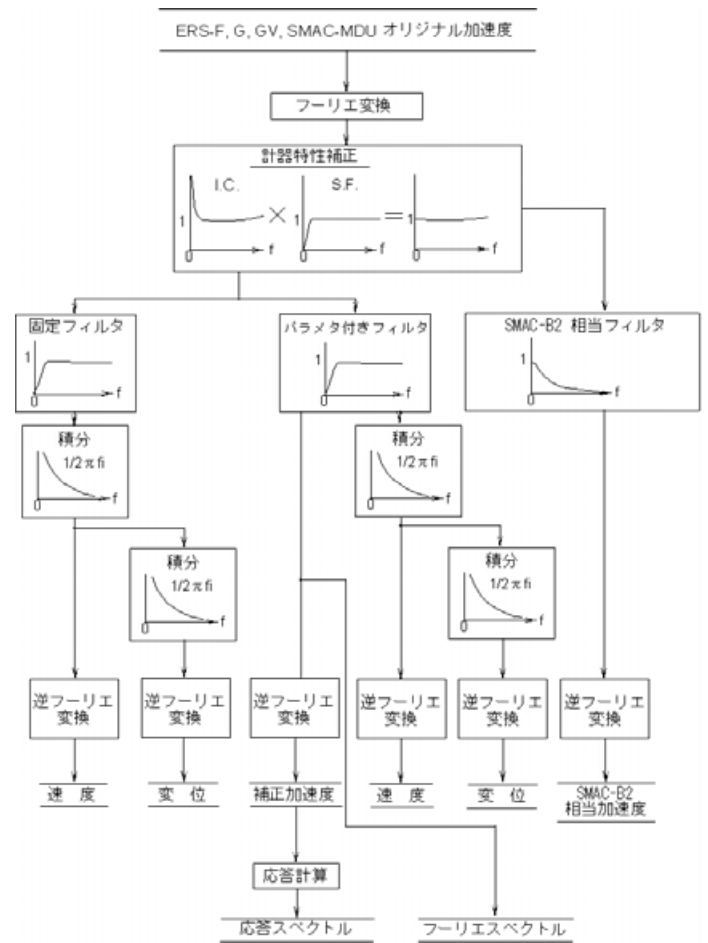 ERS-F, G, GV, SMAC-MDU オリジナル加速度
フーリエ変換
計器特性補正
I.C.
S.F.
1
×
1
=
1
0
f
0
f
0
f
固定フィルタ
パラメタ付きフィルタ
SMAC-B2 相当フィルタ
1
1
1
0
f
0
f
0
f
積分
1/2πfi
0
f
積分
1/2πfi
0
f
積分
1/2πfi
0
f
積分
1/2πfi
0
f
逆フーリエ
変換
逆フーリエ
変換
逆フーリエ
変換
逆フーリエ
変換
逆フーリエ
変換
逆フーリエ
変換
速 度
変 位
補正加速度
速 度
変 位
SMAC-B2
相当加速度
応答計算
応答スペクトル
フーリエスペクトル